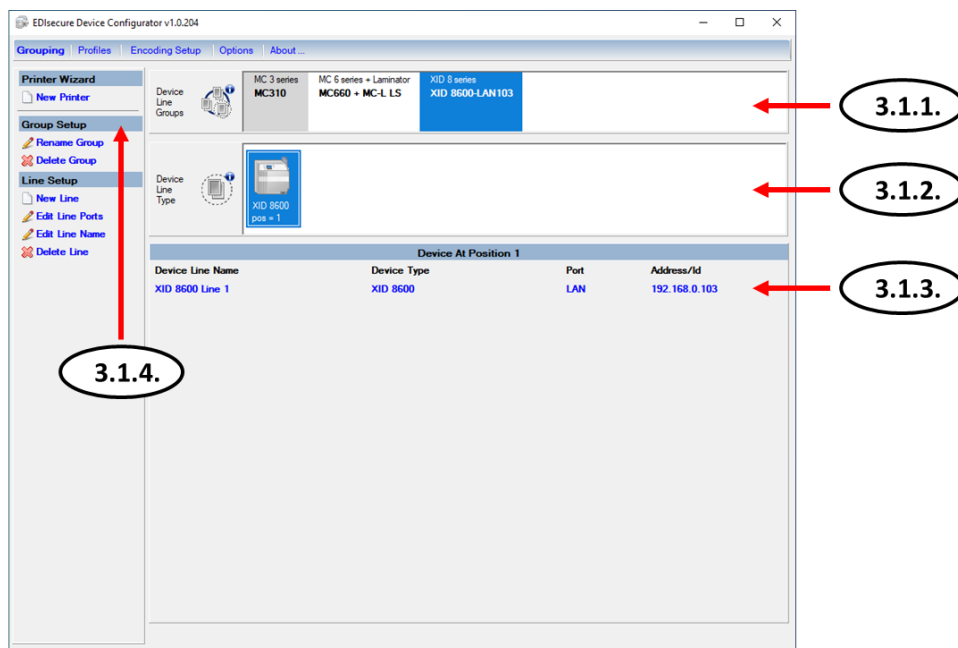 EDIsecure Device Configurator v1.0.204
Grouping Profiles Encoding Setup Options About ...
Printer Wizard
New Printer
Group Setup
Rename Group
Delete Group
Line Setup
New Line
Edit Line Ports
Edit Line Name
Delete Line
Device
Line
Groups
MC 3 series
MC310
MC 6 series + Laminator
MC660 + MC-L LS
XID 8 series
XID 8600-LAN103
3.1.1.
Device
Line
Type
XID 8600
pos = 1
3.1.2.
Device At Position 1
Device Line Name Device Type Port Address/Id
XID 8600 Line 1 XID 8600 LAN 192.168.0.103
3.1.3.
3.1.4.